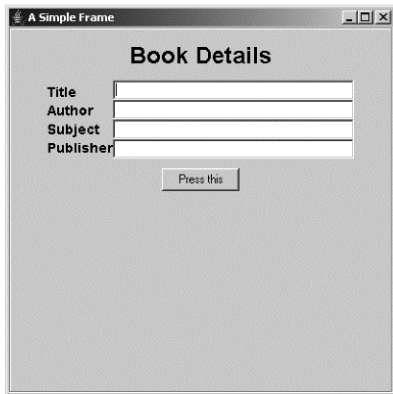 A Simple Frame
Book Details
Title
Author
Subject
Publisher
Press this